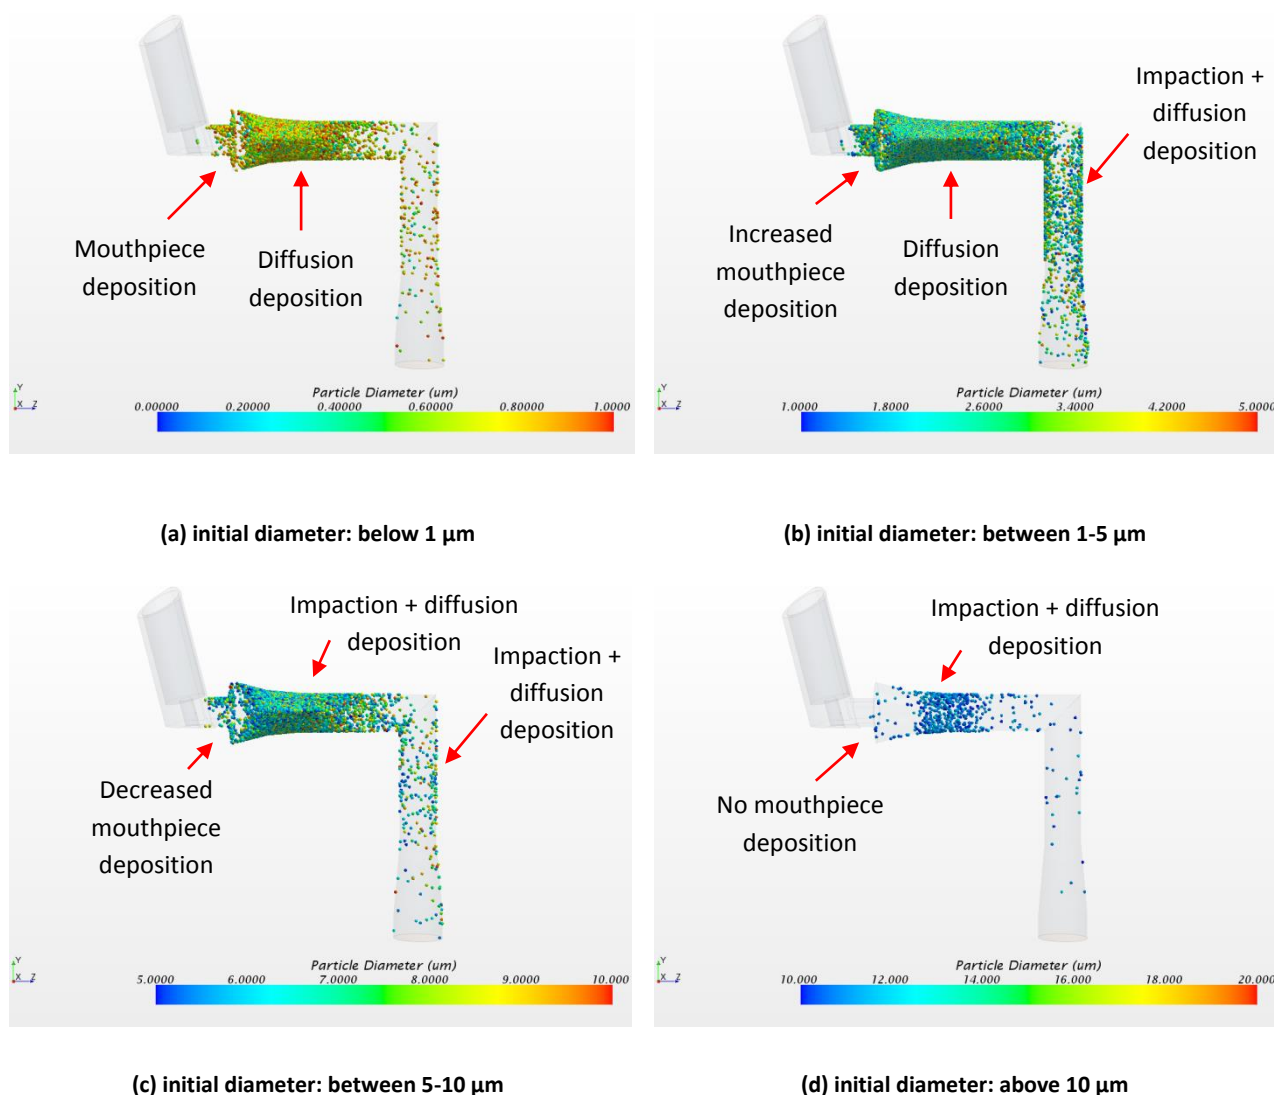 Mouthpiece
deposition
Diffusion
deposition
Y
X Z
Particle Diameter (um)
0.00000 0.20000 0.40000 0.60000 0.80000 1.0000
(a) initial diameter: below 1 µm
Impaction +
diffusion
deposition
Increased
mouthpiece
deposition
Diffusion
deposition
Y
X Z
Particle Diameter (um)
1.0000 1.8000 2.6000 3.4000 4.2000 5.0000
(b) initial diameter: between 1-5 µm
Impaction + diffusion
deposition
Impaction +
diffusion
deposition
Decreased
mouthpiece
deposition
Y
X Z
Particle Diameter (um)
5.0000 6.0000 7.0000 8.0000 9.0000 10.000
(c) initial diameter: between 5-10 µm
Impaction + diffusion
deposition
No mouthpiece
deposition
Y
X Z
Particle Diameter (um)
10.000 12.000 14.000 16.000 18.000 20.000
(d) initial diameter: above 10 µm